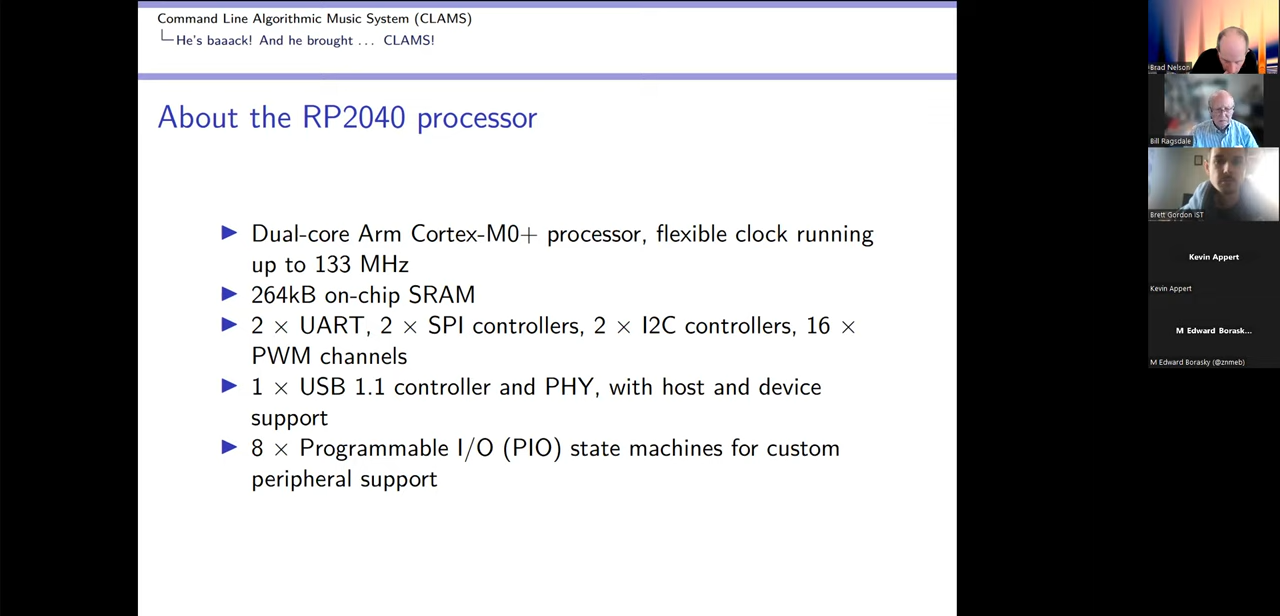 Command Line Algorithmic Music System (CLAMS)
He's baaack! And he brought ... CLAMS!
About the RP2040 processor
Dual-core Arm Cortex-M0+ processor, flexible clock running
up to 133 MHz
264kB on-chip SRAM
2 × UART, 2 × SPI controllers, 2 × I2C controllers, 16 ×
PWM channels
1 × USB 1.1 controller and PHY, with host and device
support
8 × Programmable I/O (PIO) state machines for custom
peripheral support
Brad Nelson
Bill Ragsdale
Brett Gordon IST
Kevin Appert
Kevin Appert
M Edward Borask...
M Edward Borasky (@znmeb)